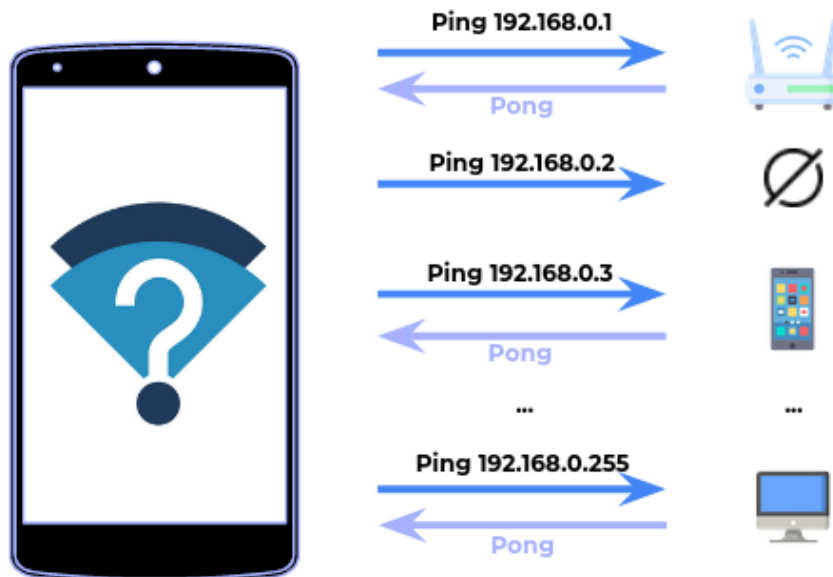 Ping 192.168.0.1
Pong
Ping 192.168.0.2
Ping 192.168.0.3
Pong
... ...
Ping 192.168.0.255
Pong